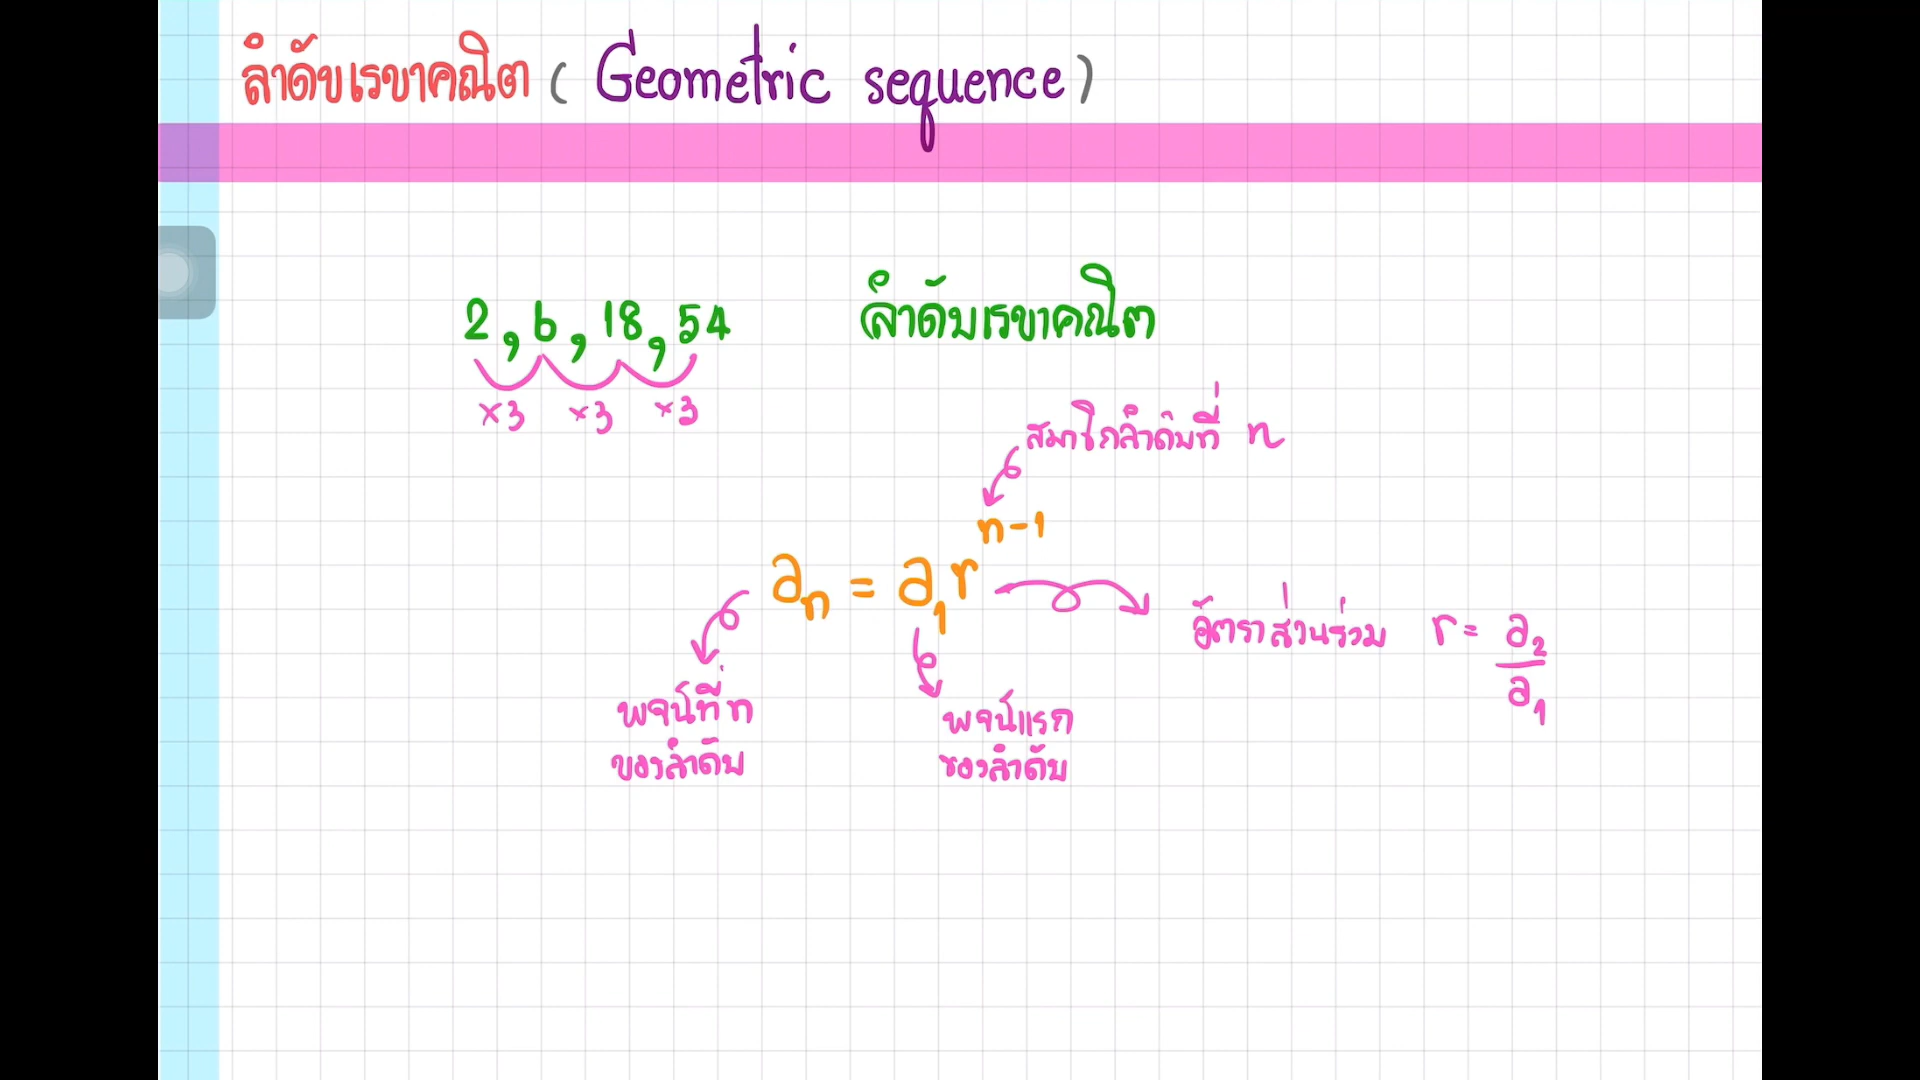 ลำดับเรขาคณิต ( Geometric sequence )
2 , 6 , 18 , 54 ลำดับเรขาคณิต
×3 ×3 ×3
สมาชิกลำดับที่ n
aₙ = a₁rⁿ⁻¹
อัตราส่วนร่วม r = a₂/a₁
พจน์ที่ n
ของลำดับ
พจน์แรก
ของลำดับ